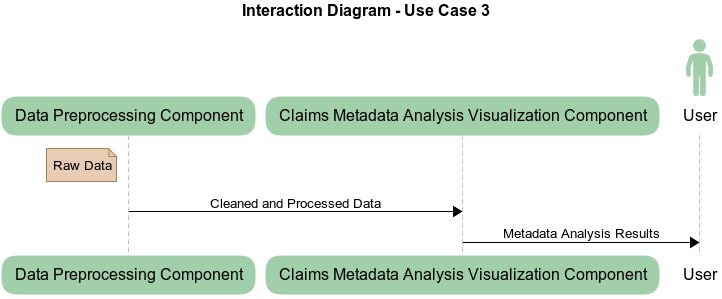 Interaction Diagram - Use Case 3
Data Preprocessing Component
Claims Metadata Analysis Visualization Component
User
Raw Data
Cleaned and Processed Data
Metadata Analysis Results
Data Preprocessing Component
Claims Metadata Analysis Visualization Component
User